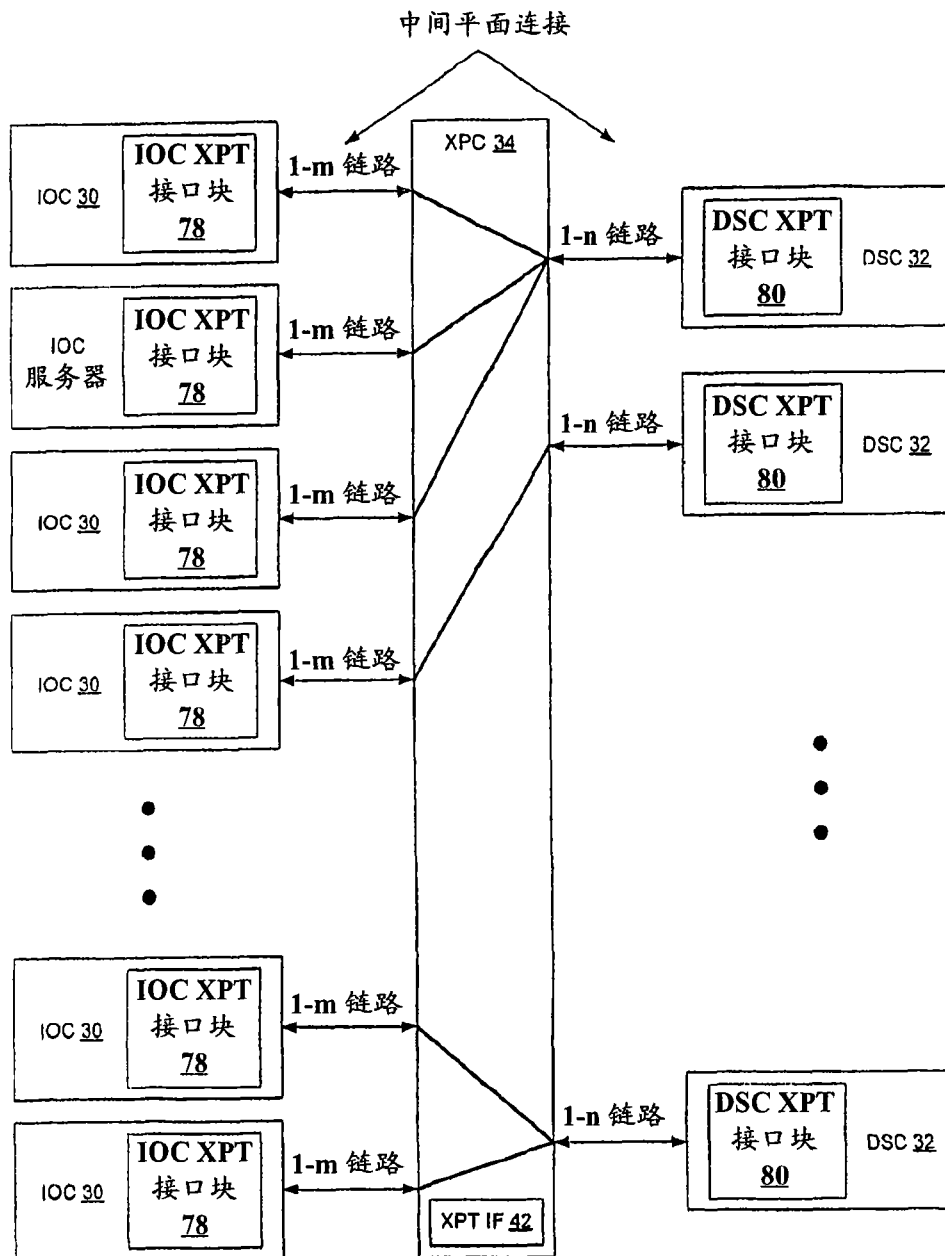 中间平面连接
XPC 34
IOC 30
IOC XPT
接口块
78
1-m 链路
1-n 链路
DSC XPT
接口块
80
DSC 32
IOC
服务器
IOC XPT
接口块
78
1-m 链路
1-n 链路
DSC XPT
接口块
80
DSC 32
IOC 30
IOC XPT
接口块
78
1-m 链路
IOC 30
IOC XPT
接口块
78
1-m 链路
IOC 30
IOC XPT
接口块
78
1-m 链路
1-n 链路
DSC XPT
接口块
80
DSC 32
IOC 30
IOC XPT
接口块
78
1-m 链路
XPT IF 42